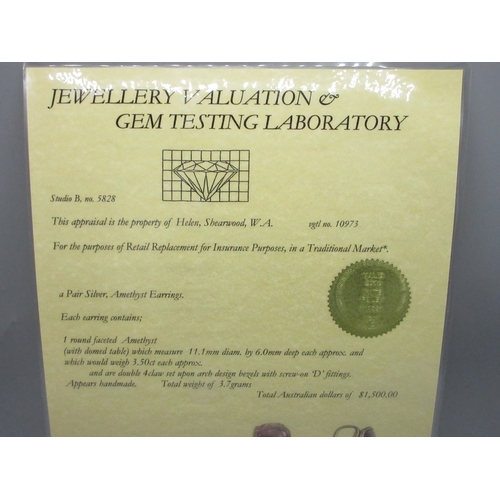 JEWELLERY VALUATION &
GEM TESTING LABORATORY
Studio B, no. 5828
This appraisal is the property of Helen, Shearwood, W.A. rgtl no. 10973
For the purposes of Retail Replacement for Insurance Purposes, in a Traditional Market*.
a Pair Silver, Amethyst Earrings.
Each earring contains;
1 round faceted Amethyst
(with domed table) which measure 11.1mm diam. by 6.0mm deep each approx. and
which would weigh 3.50ct each approx.
and are double 4claw set upon arch design bezels with screw-on 'D' fittings.
Appears handmade. Total weight of 3.7grams
Total Australian dollars of $1,500.00